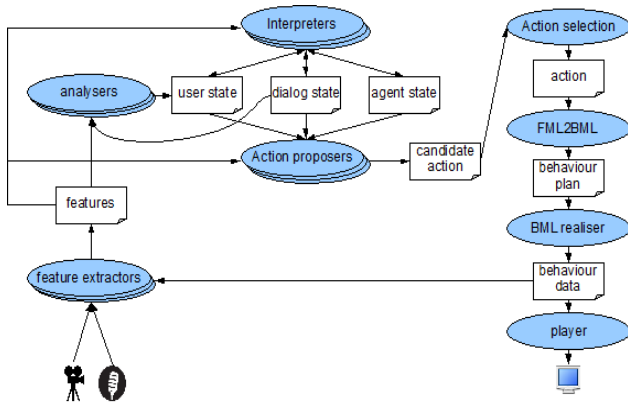 Interpreters
Action selection
analysers
user state
dialog state
agent state
action
FML2BML
Action proposers
candidate
action
behaviour
plan
features
BML realiser
feature extractors
behaviour
data
player